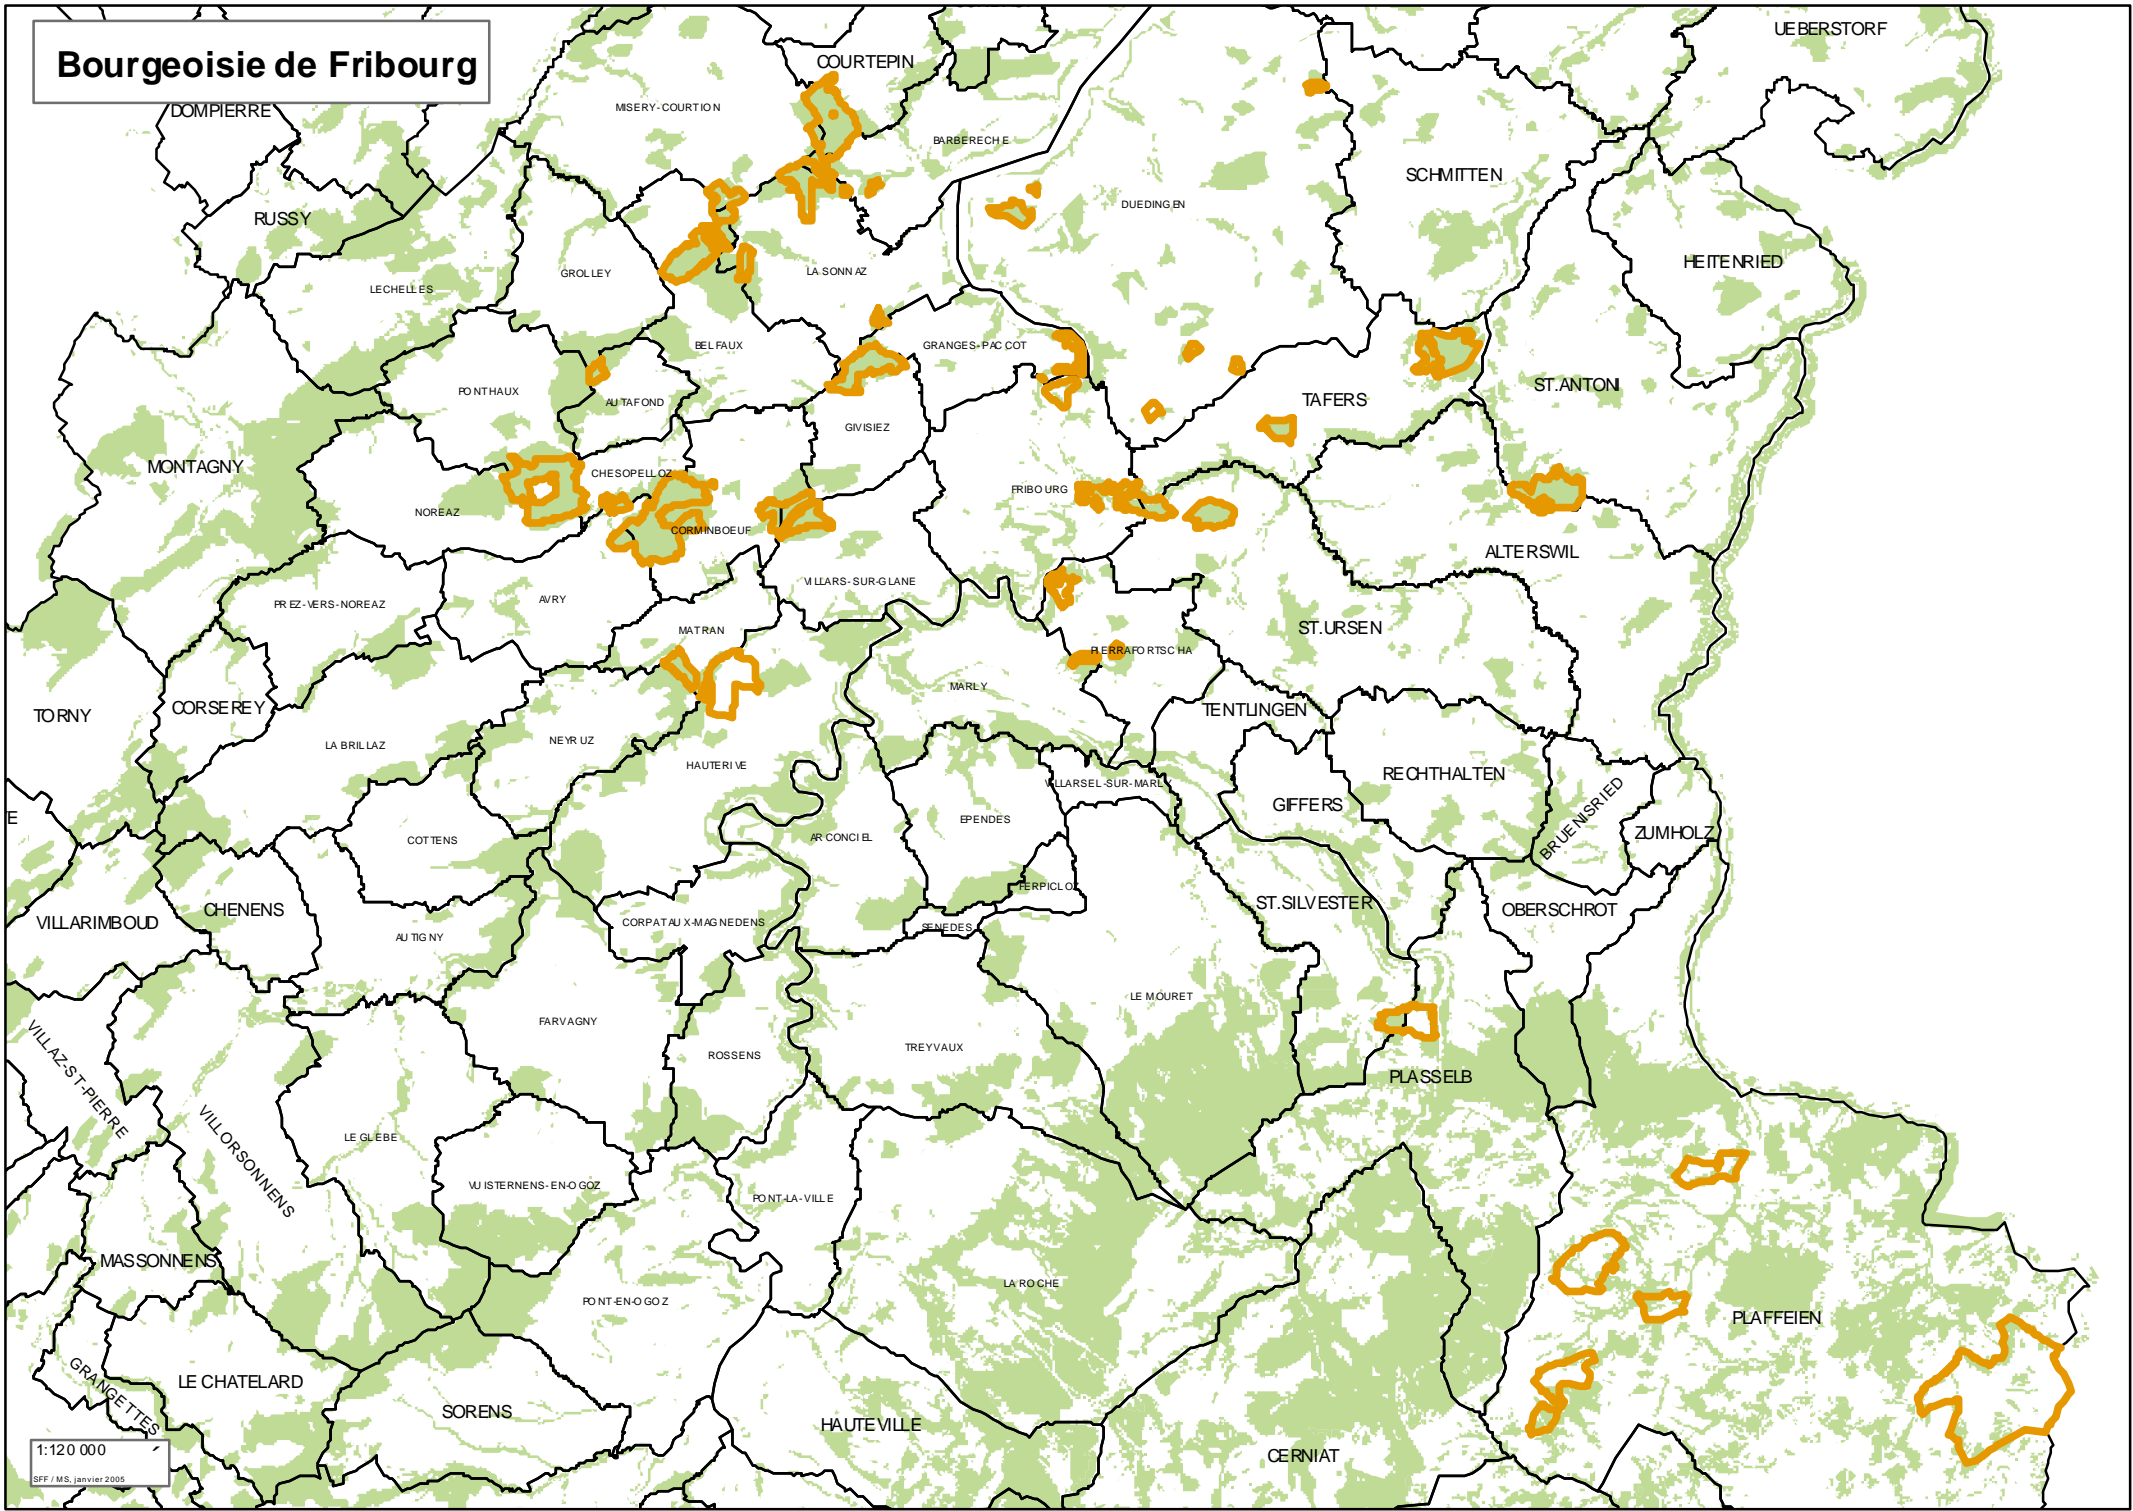 Bourgeoisie de Fribourg
UEBERSTORF
COURTEPIN
DOMPIERRE
MISERY-COURTION
BARBERECHE
SCHMITTEN
DUEDINGEN
RUSSY
HEITENRIED
GROLLEY
LA SONNAZ
LECHELLES
BELFAUX
GRANGES-PACCOT
PONTHAUX
AUTAFOND
TAFERS
ST.ANTONI
GIVISIEZ
MONTAGNY
CHESOPELLOZ
FRIBOURG
NOREAZ
CORMINBOEUF
ALTERSWIL
VILLARS-SUR-GLANE
AVRY
PREZ-VERS-NOREAZ
MATRAN
ST.URSEN
PIERRAFORTSCHA
MARLY
TORNY
CORSEREY
TENTLINGEN
NEYRUZ
LA BRILLAZ
HAUTERIVE
RECHTHALTEN
VILLARSEL-SUR-MARLY
GIFFERS
BRUENISRIED
ZUMHOLZ
E
EPENDES
ARCONCIEL
COTTENS
FERPICLOZ
ST.SILVESTER
OBERSCHROT
CHENENS
VILLARIMBOUD
CORPATAUX-MAGNEDENS
SENEDES
AUTIGNY
LE MOURET
FARVAGNY
TREYVAUX
ROSSENS
PLASSELB
VILLAZ-ST-PIERRE
VILLORSONNENS
LE GLEBE
VUISTERNENS-EN-OGOZ
PONT-LA-VILLE
MASSONNENS
LA ROCHE
PONT-EN-OGOZ
PLAFFEIEN
GRANGETTES
LE CHATELARD
SORENS
HAUTEVILLE
CERNIAT
1:120 000
SFF / MS, janvier 2005